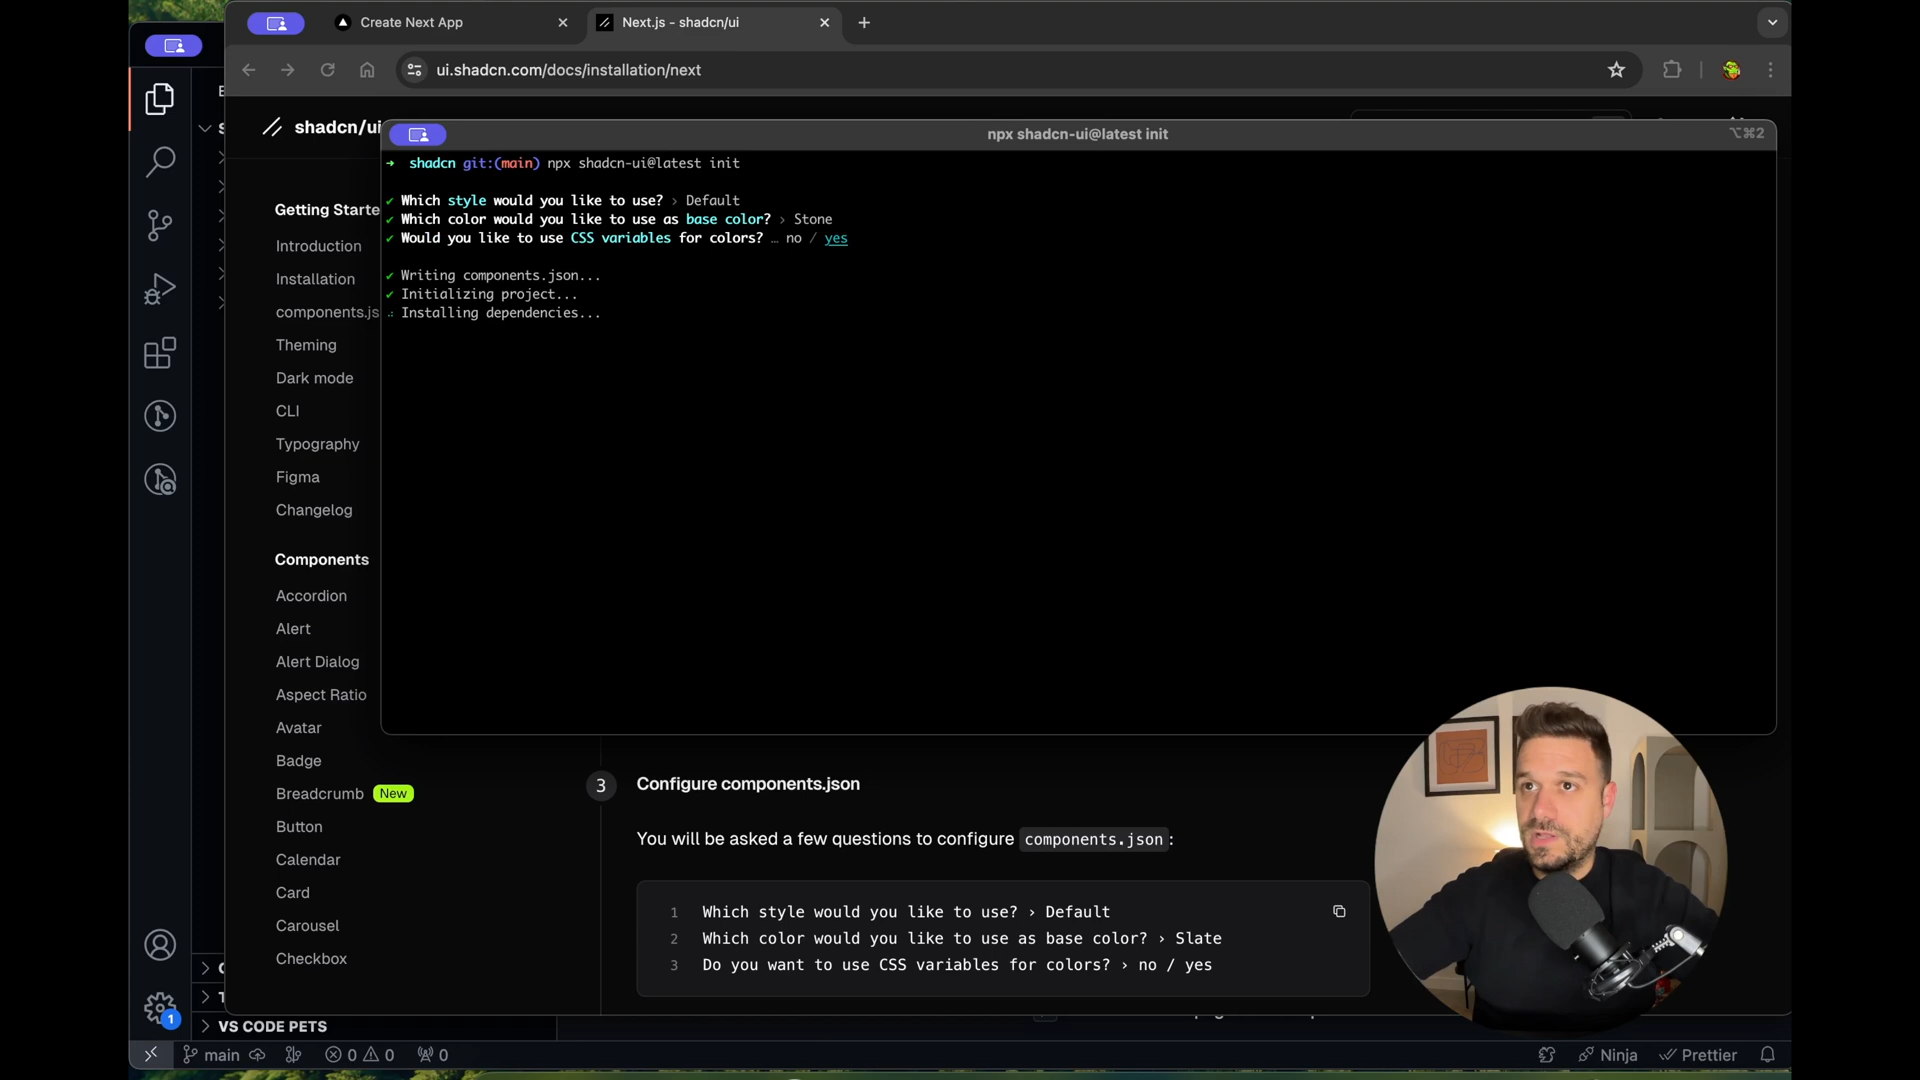 Create Next App
Next.js - shadcn/ui
ui.shadcn.com/docs/installation/next
shadcn/ui
npx shadcn-ui@latest init
⌥⌘2
→ shadcn git:(main) npx shadcn-ui@latest init
✔ Which style would you like to use? › Default
✔ Which color would you like to use as base color? › Stone
✔ Would you like to use CSS variables for colors? … no / yes
✔ Writing components.json...
✔ Initializing project...
Installing dependencies...
Getting Starte
Introduction
Installation
components.js
Theming
Dark mode
CLI
Typography
Figma
Changelog
Components
Accordion
Alert
Alert Dialog
Aspect Ratio
Avatar
Badge
Breadcrumb New
Button
Calendar
Card
Carousel
Checkbox
3 Configure components.json
You will be asked a few questions to configure components.json:
1 Which style would you like to use? › Default
2 Which color would you like to use as base color? › Slate
3 Do you want to use CSS variables for colors? › no / yes
VS CODE PETS
1
main
0 0
0
Ninja
Prettier